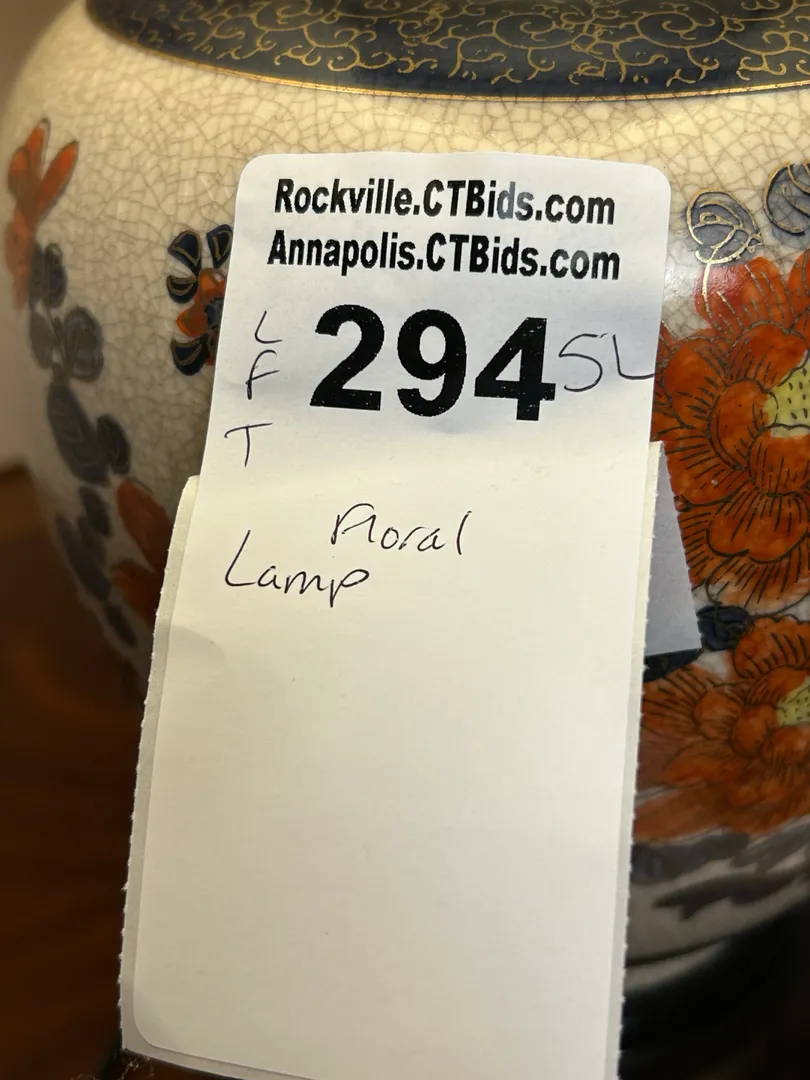 Rockville.CTBids.com
Annapolis.CTBids.com
L
F
T
294 SL
Floral
Lamp